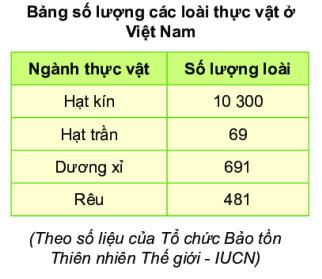 Bảng số lượng các loài thực vật ở
Việt Nam
Ngành thực vật Số lượng loài
Hạt kín 10 300
Hạt trần 69
Dương xỉ 691
Rêu 481
(Theo số liệu của Tổ chức Bảo tồn
Thiên nhiên Thế giới - IUCN)